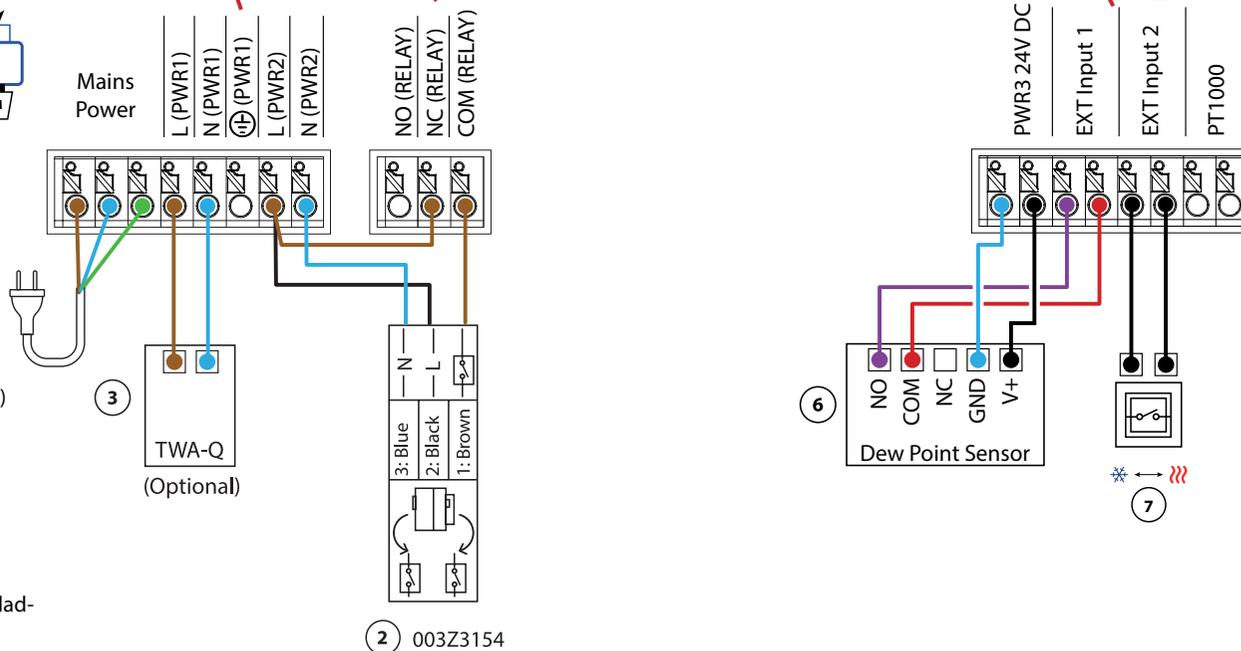 Mains
Power
L (PWR1)
N (PWR1)
(PWR1)
L (PWR2)
N (PWR2)
NO (RELAY)
NC (RELAY)
COM (RELAY)
PWR3 24V DC
EXT Input 1
EXT Input 2
PT1000
)
3
TWA-Q
(Optional)
N
L
3: Blue
2: Black
1: Brown
2
003Z3154
lad-
6
NO
COM
NC
GND
V+
Dew Point Sensor
7